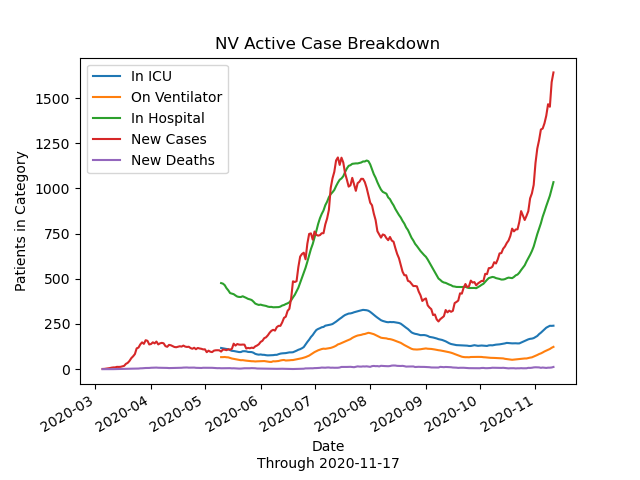 NV Active Case Breakdown
In ICU
On Ventilator
In Hospital
New Cases
New Deaths
Patients in Category
1500
1250
1000
750
500
250
0
2020-03
2020-04
2020-05
2020-06
2020-07
2020-08
2020-09
2020-10
2020-11
Date
Through 2020-11-17